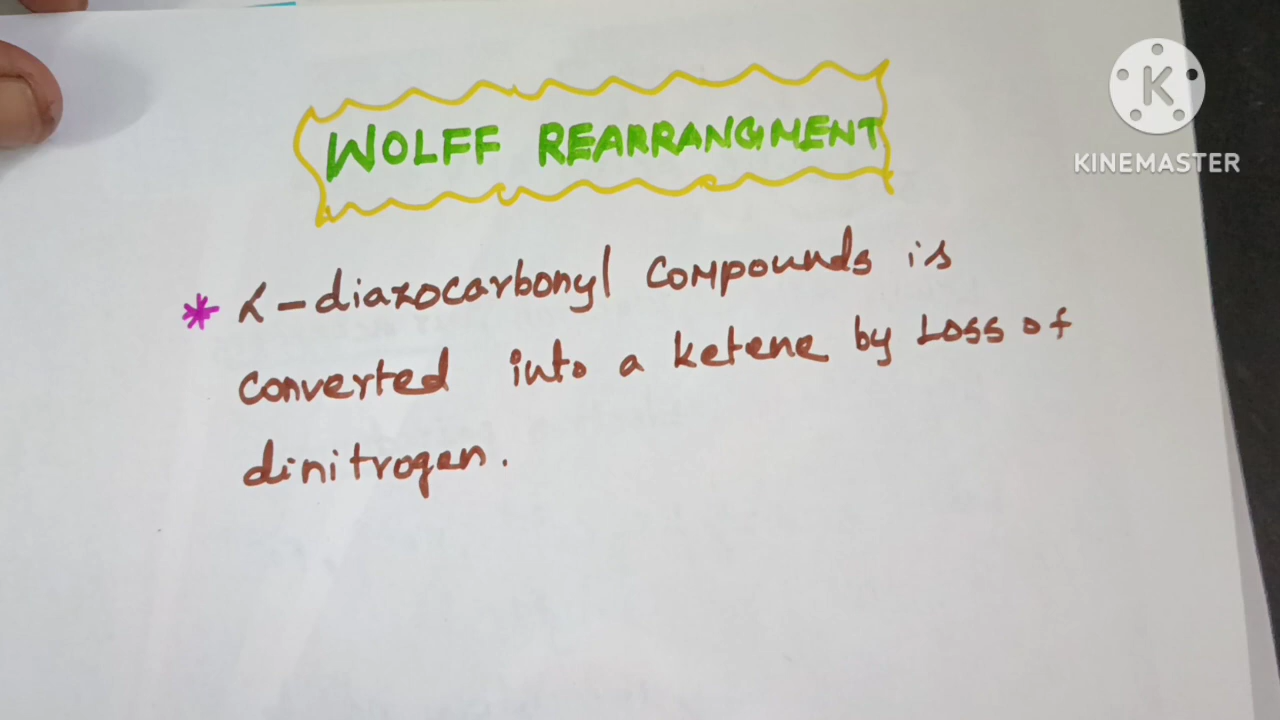 WOLFF REARRANGMENT
K
KINEMASTER
* α-diazocarbonyl compounds is
converted into a ketene by Loss of
dinitrogen.